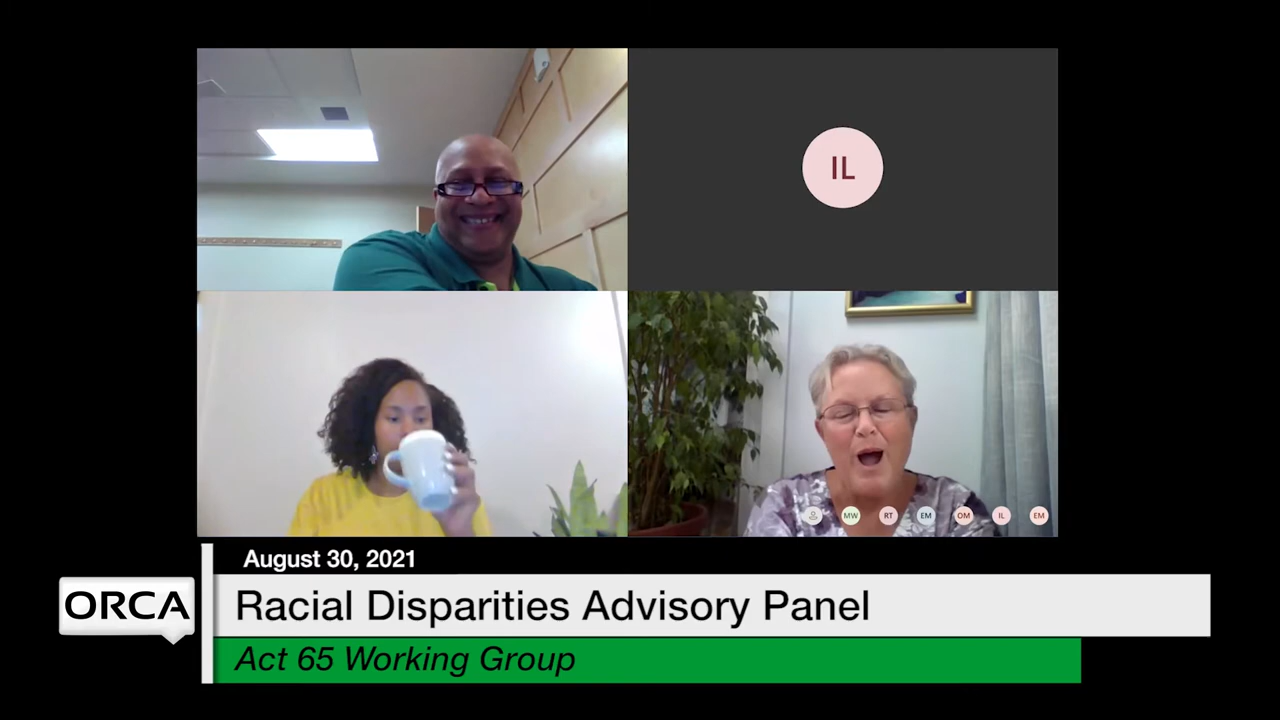 IL
MW RT EM OM IL EM
August 30, 2021
ORCA
Racial Disparities Advisory Panel
Act 65 Working Group